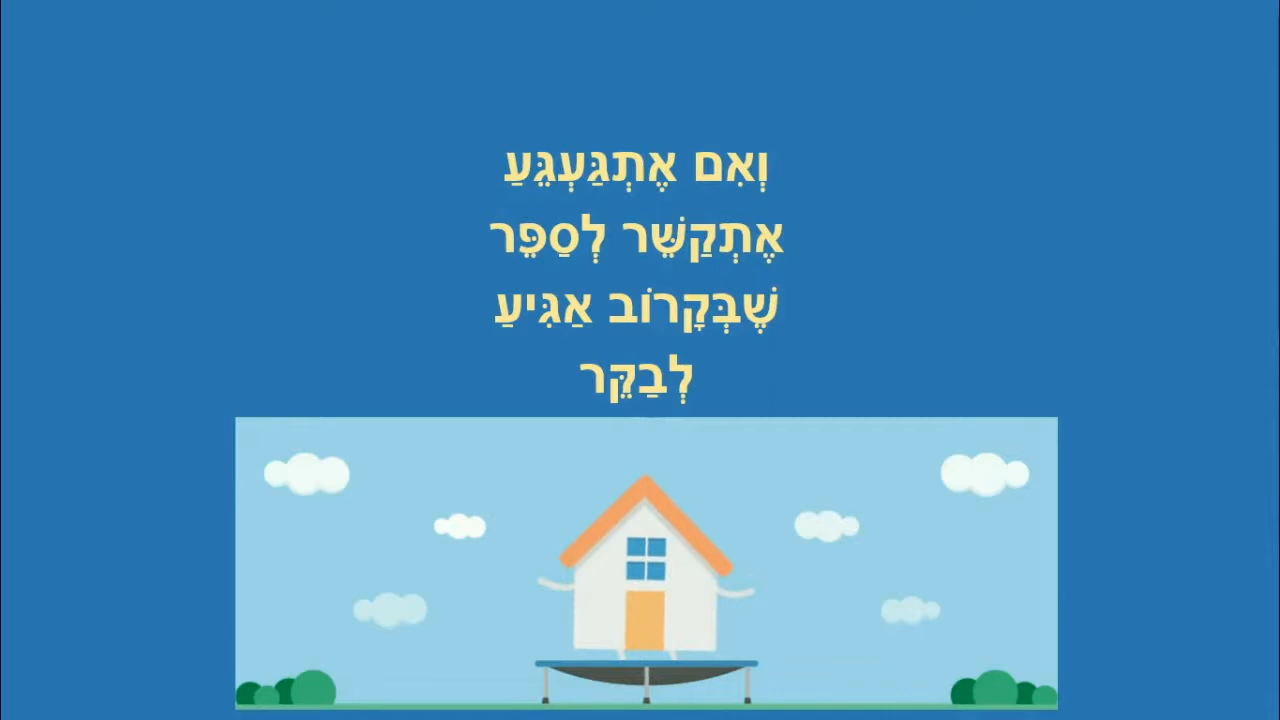 וְאִם אֶתְגַּעְגֵּעַ
אֶתְקַשֵּׁר לְסַפֵּר
שֶׁבְּקָרוֹב אַגִּיעַ
לְבַקֵּר